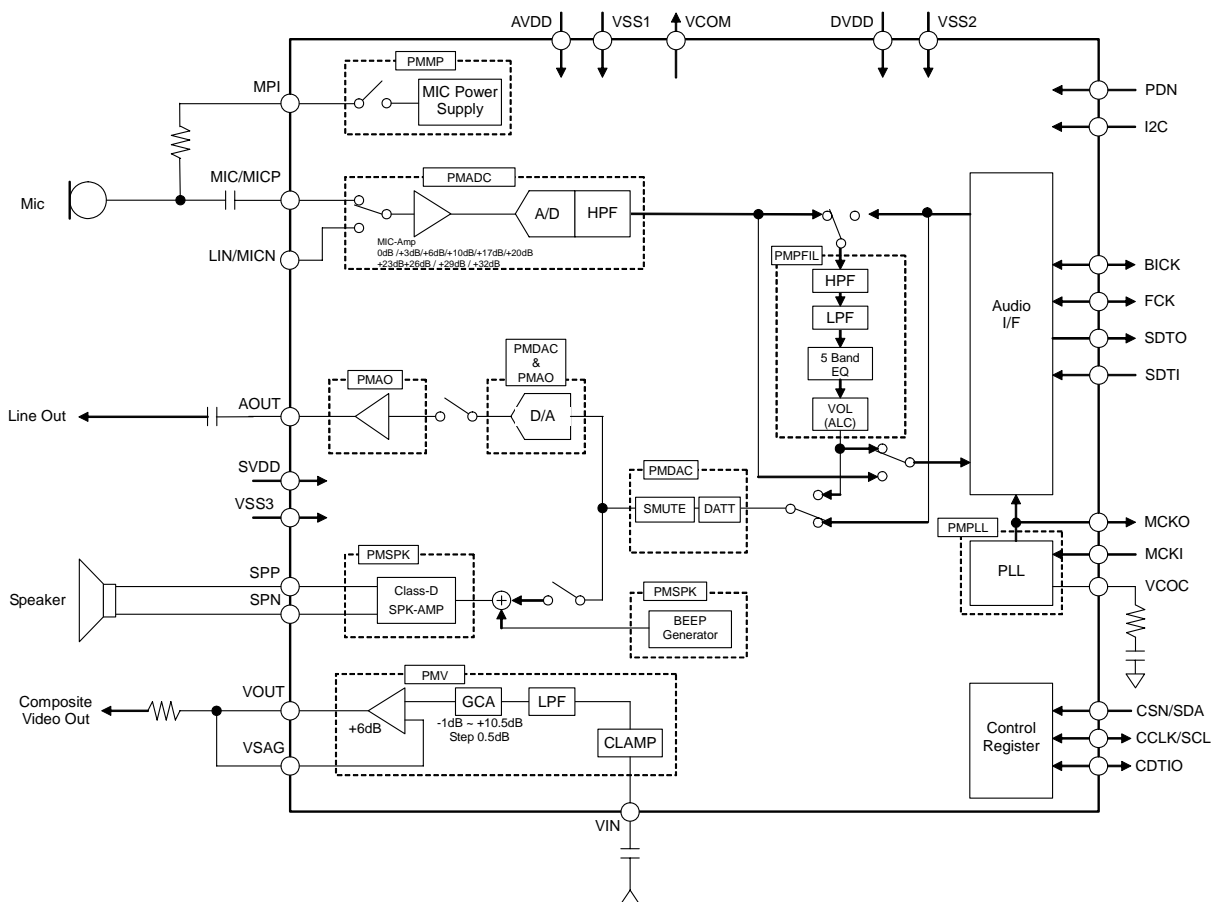 AVDD
VSS1
VCOM
DVDD
VSS2
PMMP
MPI
MIC Power
Supply
PDN
I2C
MIC/MICP
PMADC
Mic
A/D
HPF
LIN/MICN
MIC-Amp
0dB /+3dB/+6dB/+10dB/+17dB/+20dB
+23dB+26dB / +29dB / +32dB
PMPFIL
HPF
LPF
5 Band
EQ
VOL
(ALC)
Audio
I/F
BICK
FCK
SDTO
SDTI
PMDAC
&
PMAO
PMAO
AOUT
Line Out
D/A
SVDD
VSS3
PMDAC
SMUTE
DATT
MCKO
PMPLL
MCKI
PLL
VCOC
PMSPK
SPP
Speaker
SPN
Class-D
SPK-AMP
PMSPK
BEEP
Generator
PMV
VOUT
Composite
Video Out
+6dB
GCA
-1dB ~ +10.5dB
Step 0.5dB
LPF
VSAG
CLAMP
Control
Register
CSN/SDA
CCLK/SCL
CDTIO
VIN